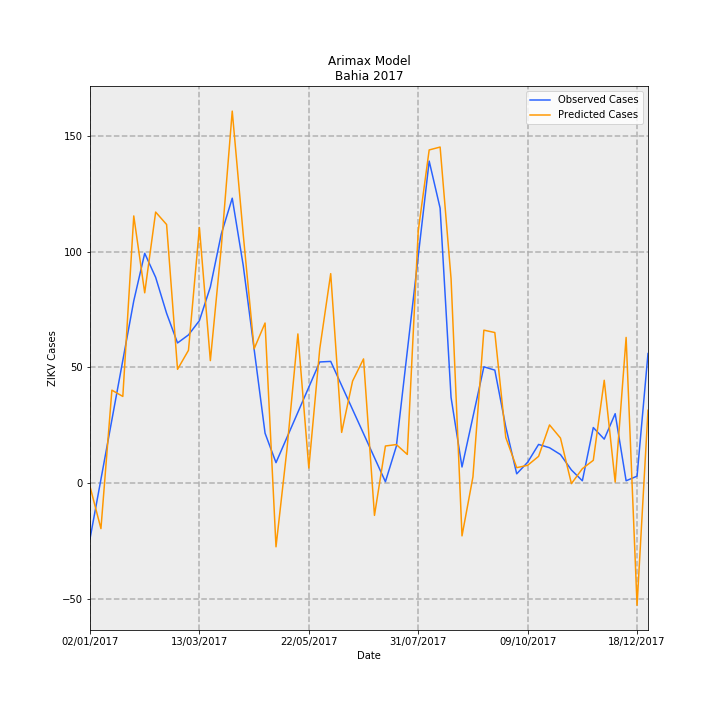 Arimax Model
Bahia 2017
Observed Cases
Predicted Cases
150
100
50
0
−50
ZIKV Cases
02/01/2017 13/03/2017 22/05/2017 31/07/2017 09/10/2017 18/12/2017
Date